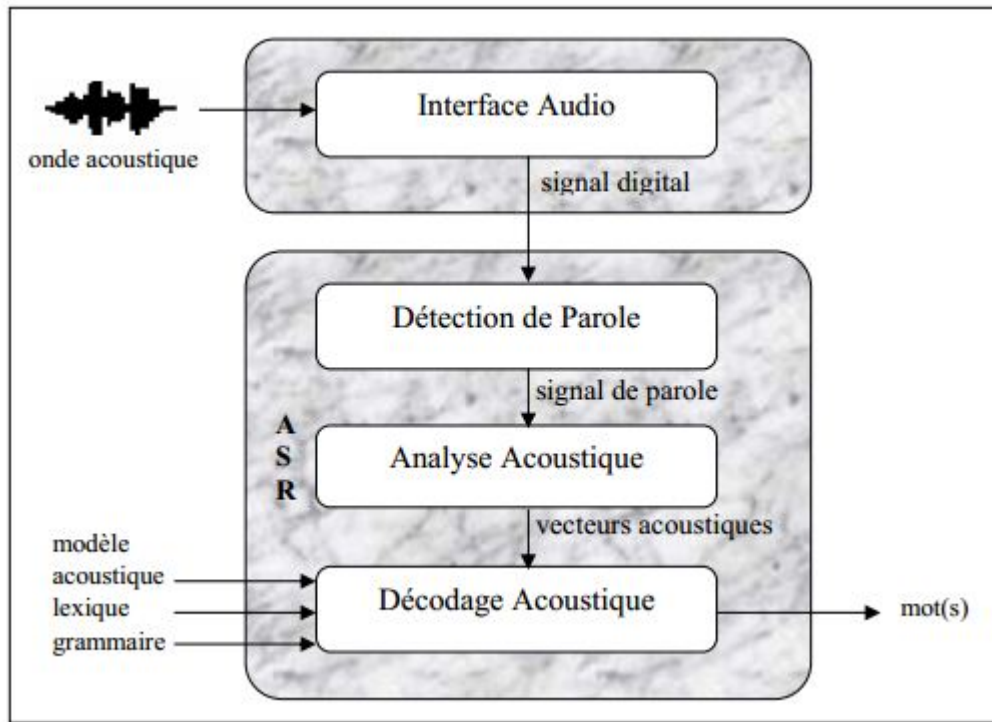 Interface Audio
onde acoustique
signal digital
Détection de Parole
signal de parole
A
S
R
Analyse Acoustique
vecteurs acoustiques
modèle
acoustique
lexique
grammaire
Décodage Acoustique
mot(s)